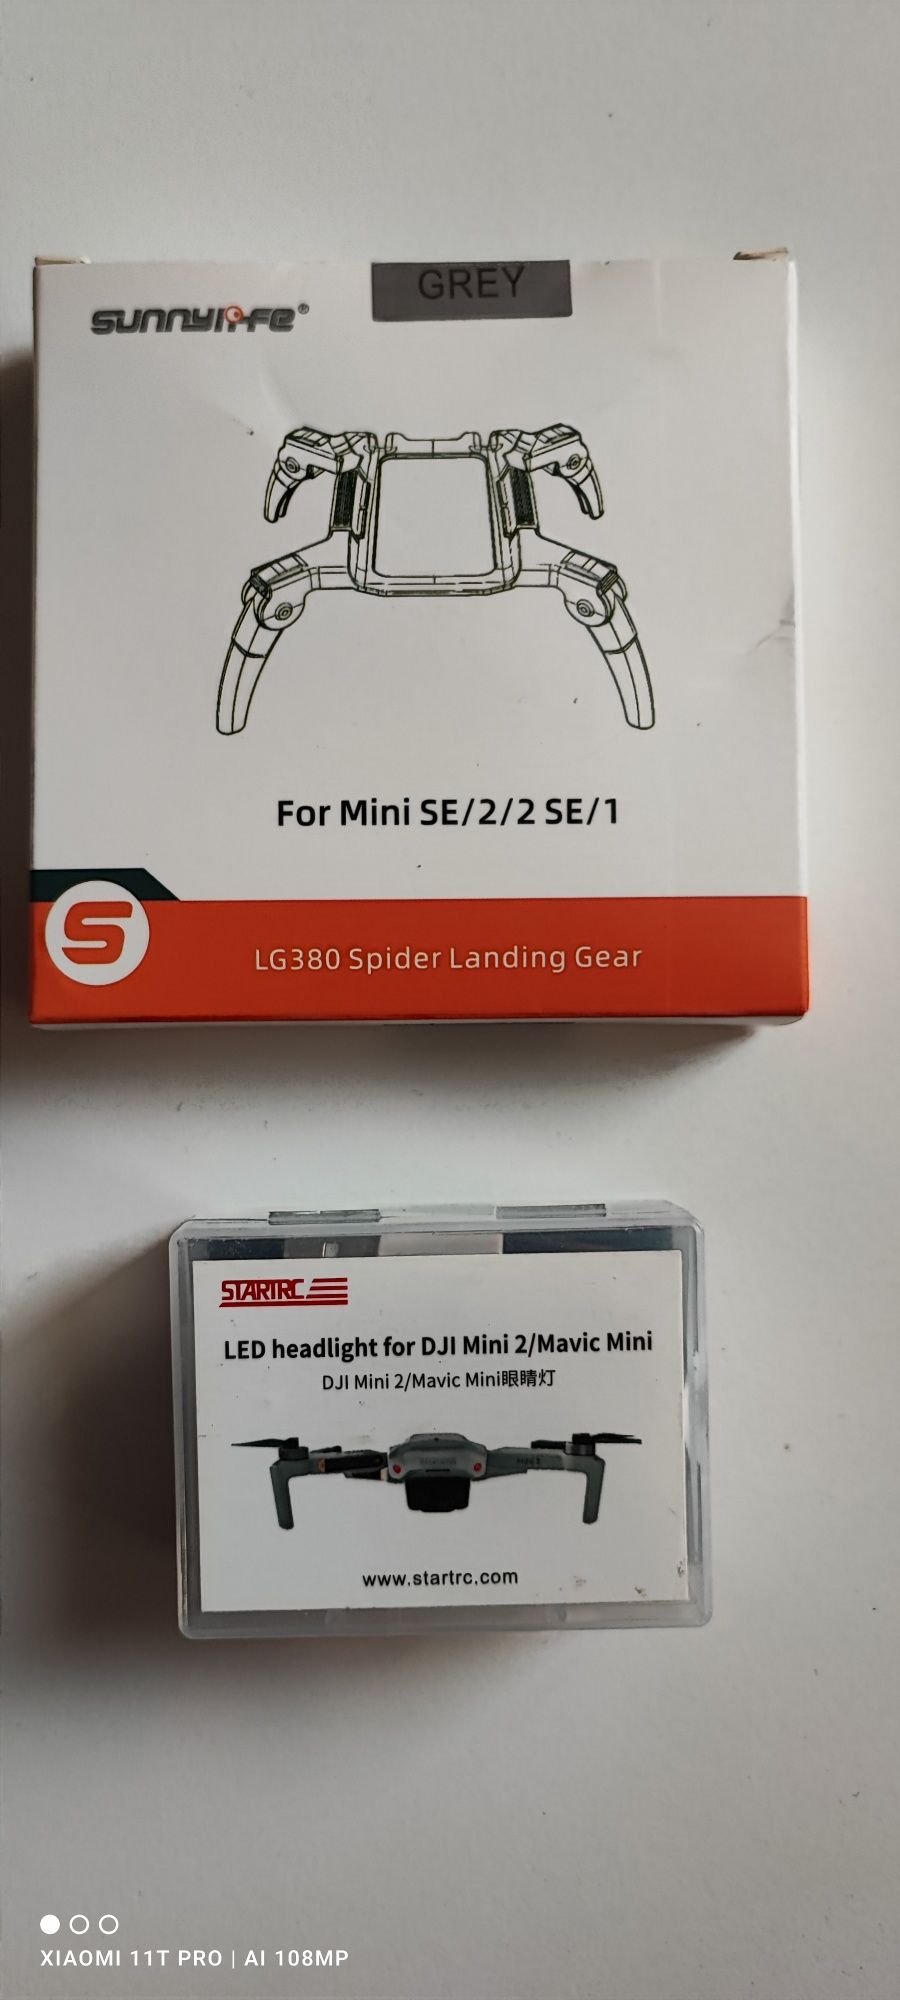 GREY
sunnylife®
For Mini SE/2/2 SE/1
S
LG380 Spider Landing Gear
STARTRC
LED headlight for DJI Mini 2/Mavic Mini
DJI Mini 2/Mavic Mini眼睛灯
www.startrc.com
XIAOMI 11T PRO | AI 108MP